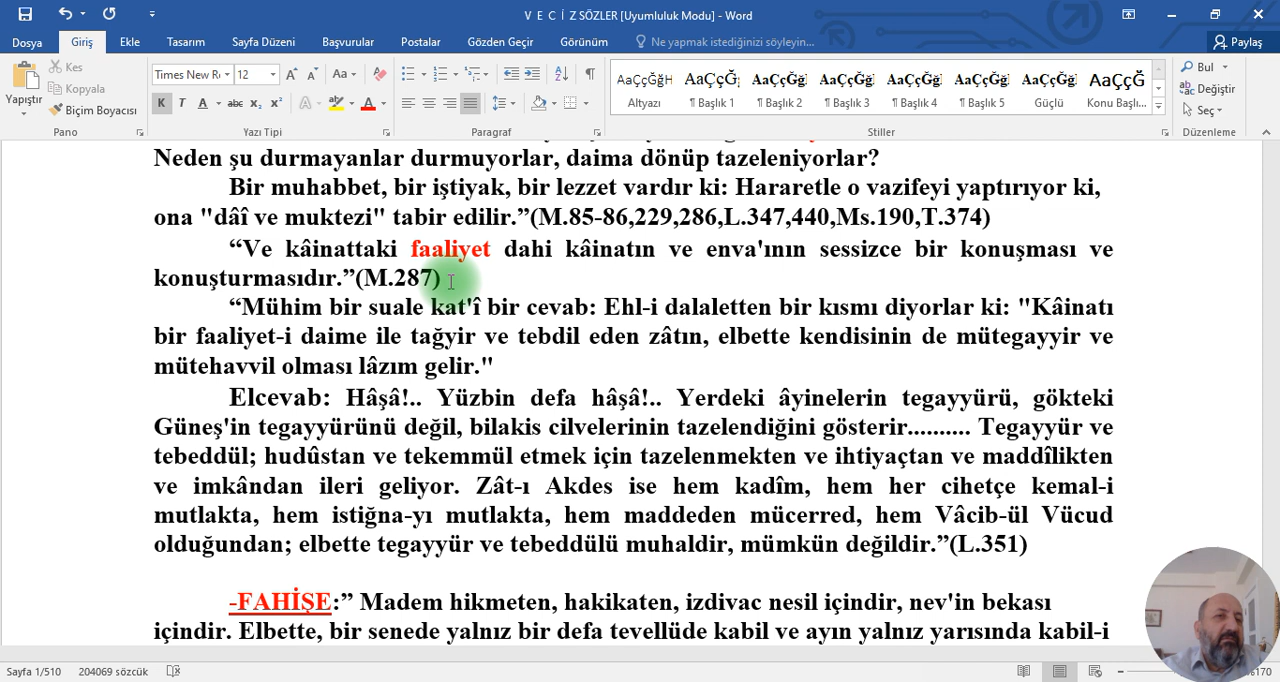 V E C İ Z SÖZLER [Uyumluluk Modu] - Word
Dosya Giriş Ekle Tasarım Sayfa Düzeni Başvurular Postalar Gözden Geçir Görünüm Ne yapmak istediğinizi söyleyin... Paylaş
Yapıştır
Kes
Kopyala
Biçim Boyacısı
Pano
Times New Ro 12
Yazı Tipi
Paragraf
AaÇçĞğH AaÇçĞğ AaÇçĞğ AaÇçĞğ AaÇçĞğ AaÇçĞğ AaÇçĞğ AaÇçĞ
Altyazı ¶ Başlık 1 ¶ Başlık 2 ¶ Başlık 3 ¶ Başlık 4 ¶ Başlık 5 Güçlü Konu Başlı...
Stiller
Bul
Değiştir
Seç
Düzenleme
Neden şu durmayanlar durmuyorlar, daima dönüp tazeleniyorlar?
Bir muhabbet, bir iştiyak, bir lezzet vardır ki: Hararetle o vazifeyi yaptırıyor ki,
ona "dâî ve muktezi" tabir edilir.”(M.85-86,229,286,L.347,440,Ms.190,T.374)
“Ve kâinattaki faaliyet dahi kâinatın ve enva'ının sessizce bir konuşması ve
konuşturmasıdır.”(M.287)
“Mühim bir suale kat'î bir cevab: Ehl-i dalaletten bir kısmı diyorlar ki: "Kâinatı
bir faaliyet-i daime ile tağyir ve tebdil eden zâtın, elbette kendisinin de mütegayyir ve
mütehavvil olması lâzım gelir."
Elcevab: Hâşâ!.. Yüzbin defa hâşâ!.. Yerdeki âyinelerin tegayyürü, gökteki
Güneş'in tegayyürünü değil, bilakis cilvelerinin tazelendiğini gösterir.......... Tegayyür ve
tebeddül; hudûstan ve tekemmül etmek için tazelenmekten ve ihtiyaçtan ve maddîlikten
ve imkândan ileri geliyor. Zât-ı Akdes ise hem kadîm, hem her cihetçe kemal-i
mutlakta, hem istiğna-yı mutlakta, hem maddeden mücerred, hem Vâcib-ül Vücud
olduğundan; elbette tegayyür ve tebeddülü muhaldir, mümkün değildir.”(L.351)
-FAHİŞE:” Madem hikmeten, hakikaten, izdivac nesil içindir, nev'in bekası
içindir. Elbette, bir senede yalnız bir defa tevellüde kabil ve ayın yalnız yarısında kabil-i
Sayfa 1/510 204069 sözcük %170